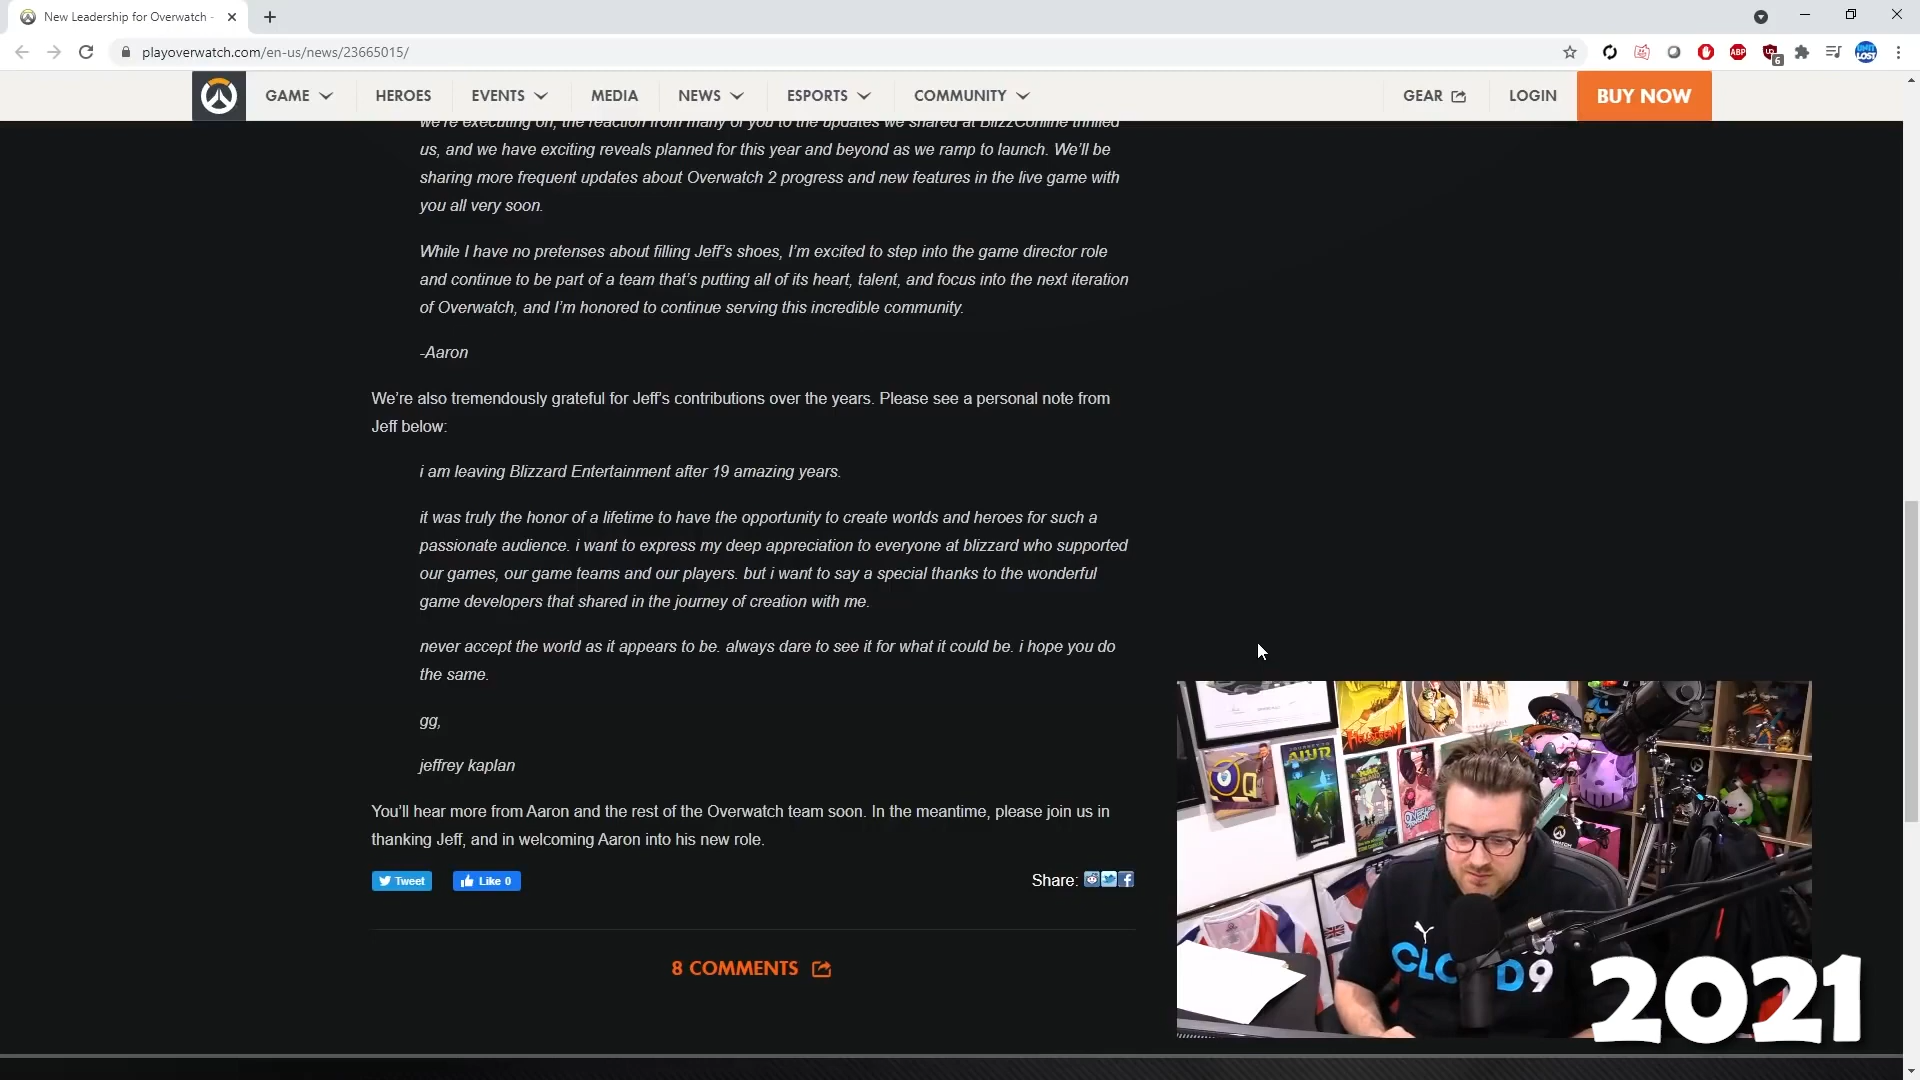 New Leadership for Overwatch -
playoverwatch.com/en-us/news/23665015/
ABP
6
GAME
HEROES
EVENTS
MEDIA
NEWS
ESPORTS
COMMUNITY
GEAR
LOGIN
BUY NOW
we're executing on, the reaction from many of you to the updates we shared at BlizzConline thrilled
us, and we have exciting reveals planned for this year and beyond as we ramp to launch. We'll be
sharing more frequent updates about Overwatch 2 progress and new features in the live game with
you all very soon.
While I have no pretenses about filling Jeff's shoes, I'm excited to step into the game director role
and continue to be part of a team that's putting all of its heart, talent, and focus into the next iteration
of Overwatch, and I'm honored to continue serving this incredible community.
-Aaron
We're also tremendously grateful for Jeff's contributions over the years. Please see a personal note from
Jeff below:
i am leaving Blizzard Entertainment after 19 amazing years.
it was truly the honor of a lifetime to have the opportunity to create worlds and heroes for such a
passionate audience. i want to express my deep appreciation to everyone at blizzard who supported
our games, our game teams and our players. but i want to say a special thanks to the wonderful
game developers that shared in the journey of creation with me.
never accept the world as it appears to be. always dare to see it for what it could be. i hope you do
the same.
gg,
jeffrey kaplan
You'll hear more from Aaron and the rest of the Overwatch team soon. In the meantime, please join us in
thanking Jeff, and in welcoming Aaron into his new role.
Tweet
Like 0
Share:
8 COMMENTS
JOURNEY TO
AIUR
2021